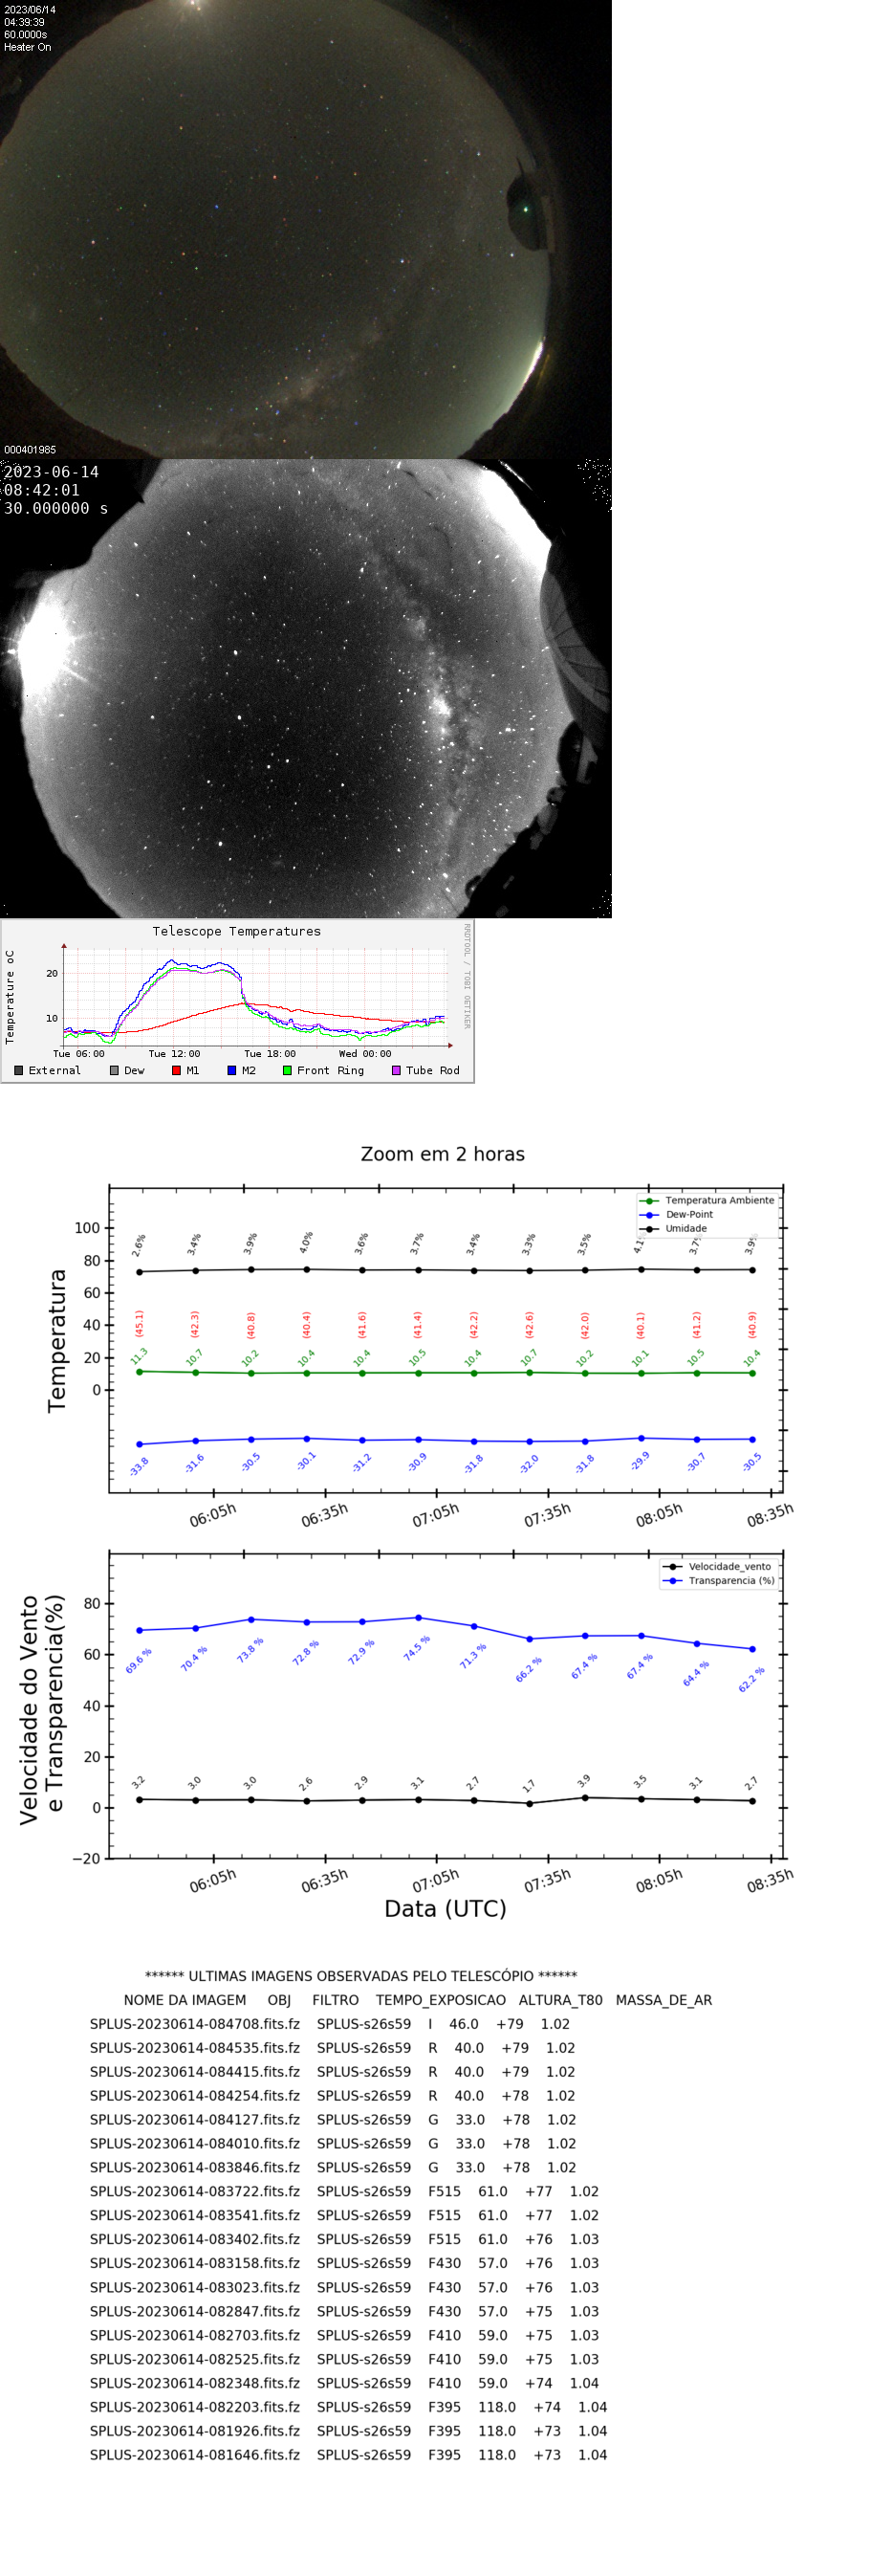 2023/06/14
04:39:39
60.0000s
Heater On
000401985
2023-06-14
08:42:01
30.000000 s
Telescope Temperatures
RRDTOOL / TOBI OETIKER
Temperature oC
20
10
Tue 06:00 Tue 12:00 Tue 18:00 Wed 00:00
External Dew M1 M2 Front Ring Tube Rod
Zoom em 2 horas
Temperatura Ambiente
Dew-Point
Umidade
Temperatura
100
80
60
40
20
0
2.6% 3.4% 3.9% 4.0% 3.6% 3.7% 3.4% 3.3% 3.5% 4.1% 3.7% 3.9%
(45.1) (42.3) (40.8) (40.4) (41.6) (41.4) (42.2) (42.6) (42.0) (40.1) (41.2) (40.9)
11.3 10.7 10.2 10.4 10.4 10.5 10.4 10.7 10.2 10.1 10.5 10.4
-33.8 -31.6 -30.5 -30.1 -31.2 -30.9 -31.8 -32.0 -31.8 -29.9 -30.7 -30.5
06:05h 06:35h 07:05h 07:35h 08:05h 08:35h
Velocidade_vento
Transparencia (%)
Velocidade do Vento
e Transparencia(%)
80
60
40
20
0
−20
69.6 % 70.4 % 73.8 % 72.8 % 72.9 % 74.5 % 71.3 % 66.2 % 67.4 % 67.4 % 64.4 % 62.2 %
3.2 3.0 3.0 2.6 2.9 3.1 2.7 1.7 3.9 3.5 3.1 2.7
06:05h 06:35h 07:05h 07:35h 08:05h 08:35h
Data (UTC)
****** ULTIMAS IMAGENS OBSERVADAS PELO TELESCÓPIO ******
NOME DA IMAGEM OBJ FILTRO TEMPO_EXPOSICAO ALTURA_T80 MASSA_DE_AR
SPLUS-20230614-084708.fits.fz SPLUS-s26s59 I 46.0 +79 1.02
SPLUS-20230614-084535.fits.fz SPLUS-s26s59 R 40.0 +79 1.02
SPLUS-20230614-084415.fits.fz SPLUS-s26s59 R 40.0 +79 1.02
SPLUS-20230614-084254.fits.fz SPLUS-s26s59 R 40.0 +78 1.02
SPLUS-20230614-084127.fits.fz SPLUS-s26s59 G 33.0 +78 1.02
SPLUS-20230614-084010.fits.fz SPLUS-s26s59 G 33.0 +78 1.02
SPLUS-20230614-083846.fits.fz SPLUS-s26s59 G 33.0 +78 1.02
SPLUS-20230614-083722.fits.fz SPLUS-s26s59 F515 61.0 +77 1.02
SPLUS-20230614-083541.fits.fz SPLUS-s26s59 F515 61.0 +77 1.02
SPLUS-20230614-083402.fits.fz SPLUS-s26s59 F515 61.0 +76 1.03
SPLUS-20230614-083158.fits.fz SPLUS-s26s59 F430 57.0 +76 1.03
SPLUS-20230614-083023.fits.fz SPLUS-s26s59 F430 57.0 +76 1.03
SPLUS-20230614-082847.fits.fz SPLUS-s26s59 F430 57.0 +75 1.03
SPLUS-20230614-082703.fits.fz SPLUS-s26s59 F410 59.0 +75 1.03
SPLUS-20230614-082525.fits.fz SPLUS-s26s59 F410 59.0 +75 1.03
SPLUS-20230614-082348.fits.fz SPLUS-s26s59 F410 59.0 +74 1.04
SPLUS-20230614-082203.fits.fz SPLUS-s26s59 F395 118.0 +74 1.04
SPLUS-20230614-081926.fits.fz SPLUS-s26s59 F395 118.0 +73 1.04
SPLUS-20230614-081646.fits.fz SPLUS-s26s59 F395 118.0 +73 1.04